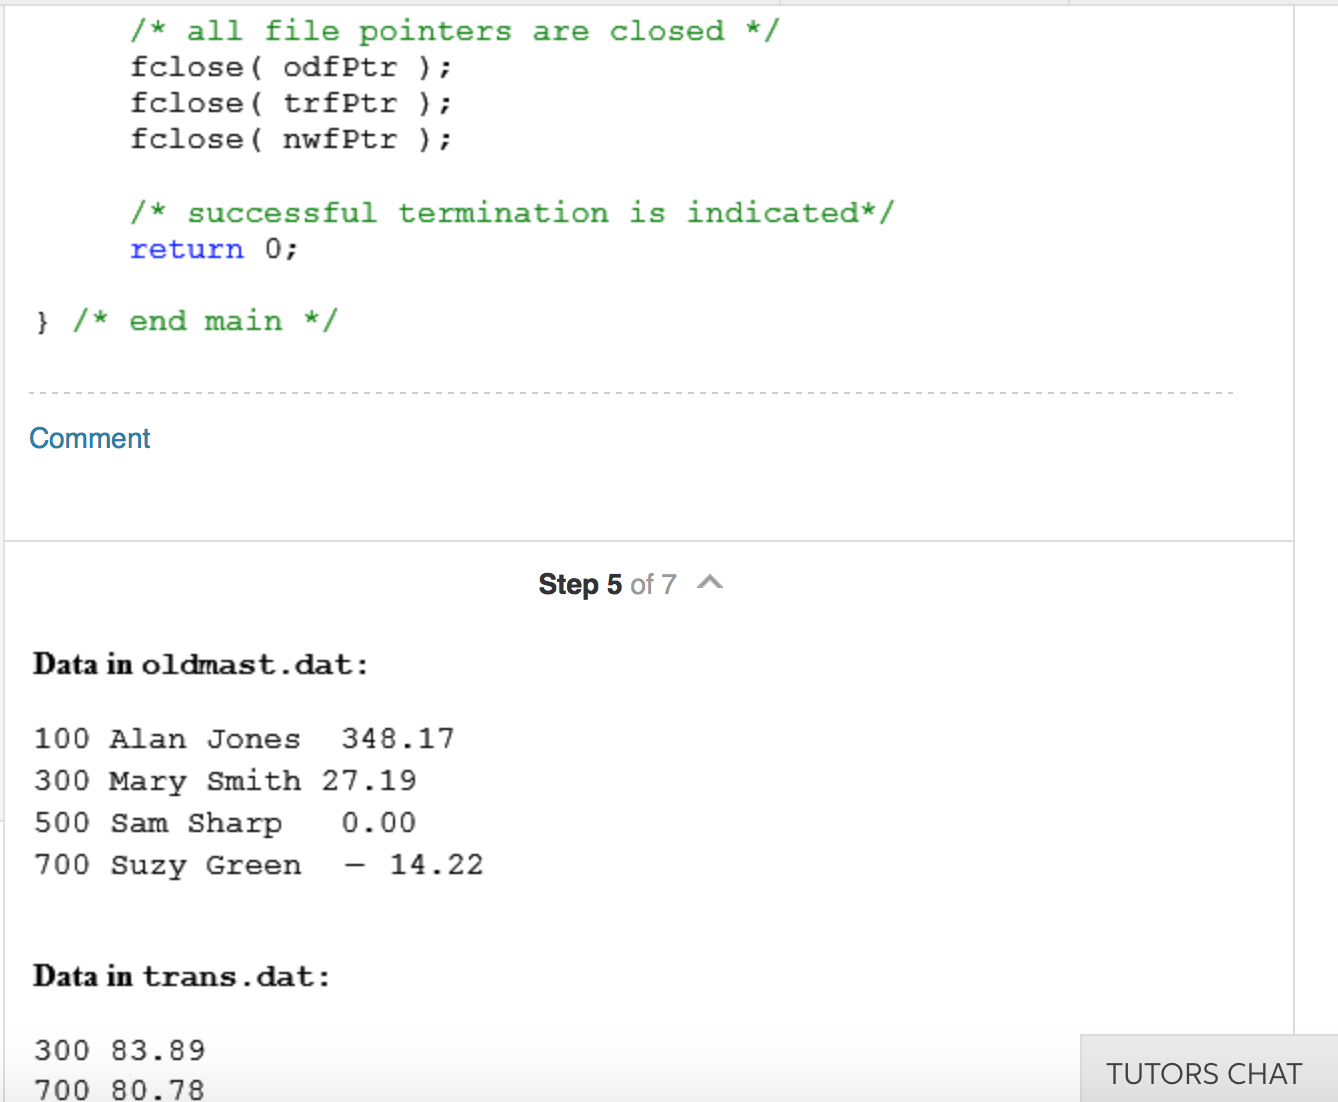 /* all file pointers are closed */
fclose( odfPtr );
fclose( trfPtr );
fclose( nwfPtr );
/* successful termination is indicated*/
return 0;
} /* end main */
Comment
Step 5 of 7
Data in oldmast.dat:
100 Alan Jones  348.17
300 Mary Smith 27.19
500 Sam Sharp   0.00
700 Suzy Green  – 14.22
Data in trans.dat:
300 83.89
700 80.78
TUTORS CHAT